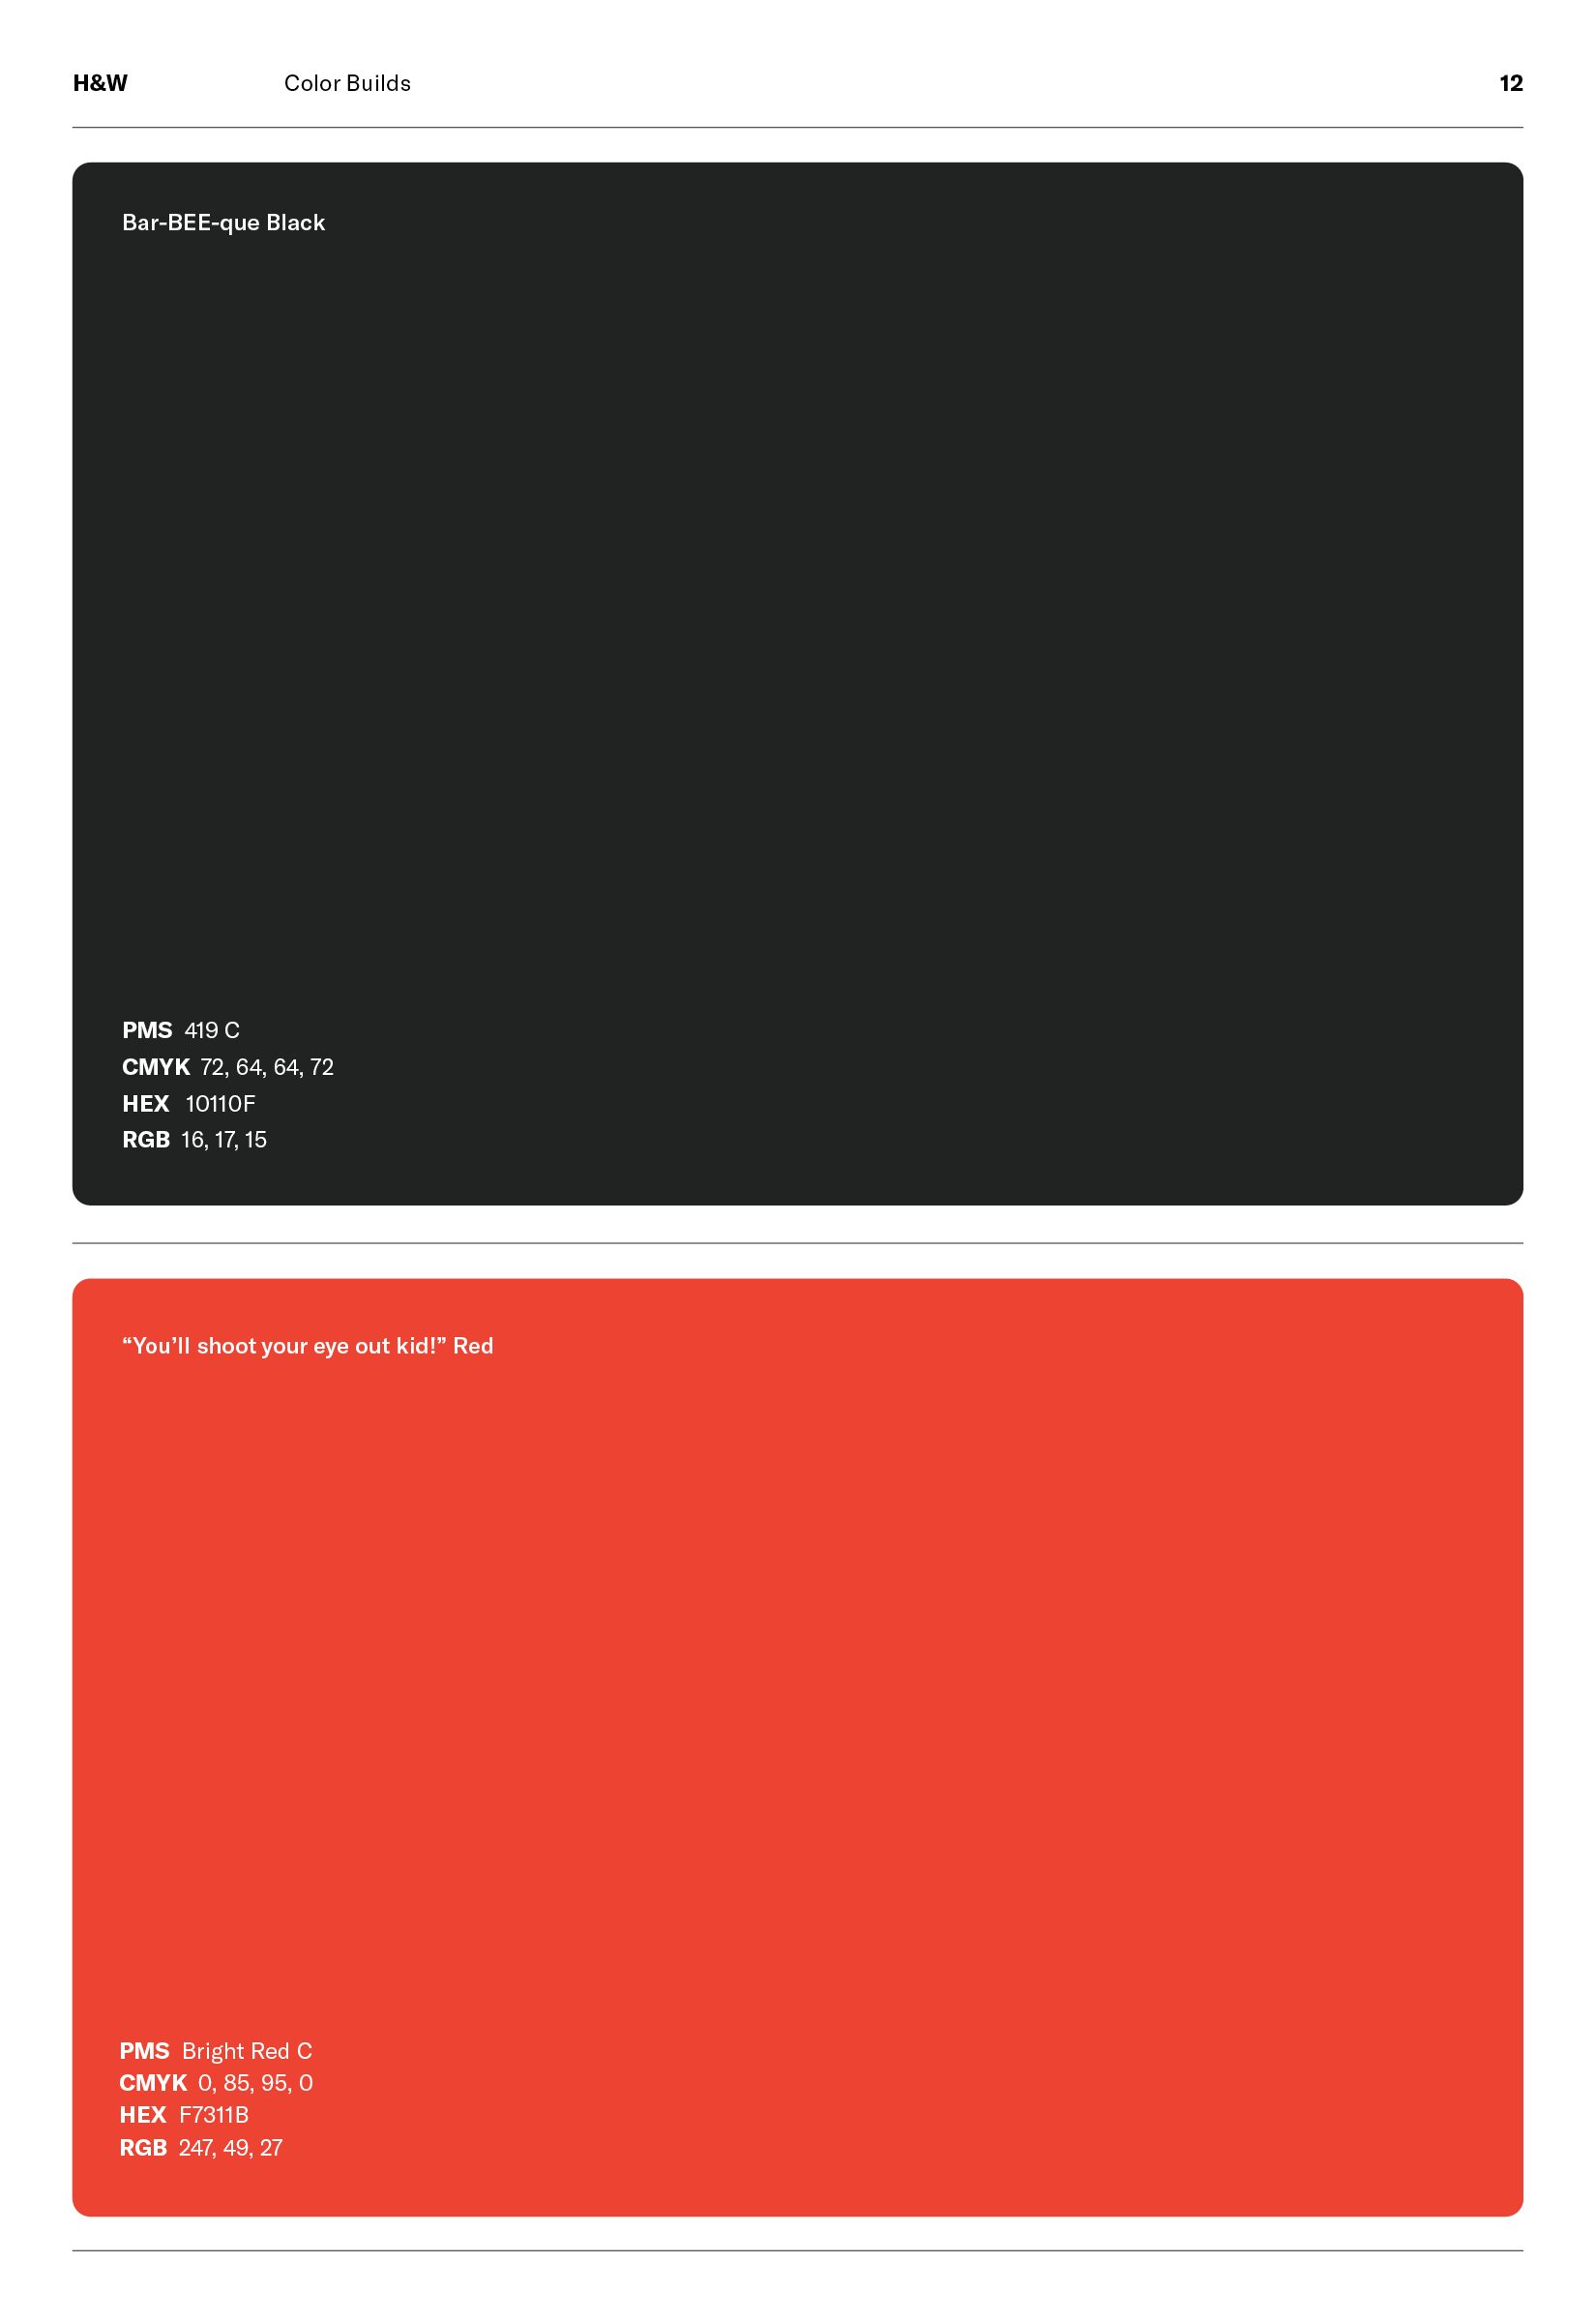 H&W Color Builds 12
Bar-BEE-que Black
PMS 419 C
CMYK 72, 64, 64, 72
HEX 10110F
RGB 16, 17, 15
“You’ll shoot your eye out kid!” Red
PMS Bright Red C
CMYK 0, 85, 95, 0
HEX F7311B
RGB 247, 49, 27